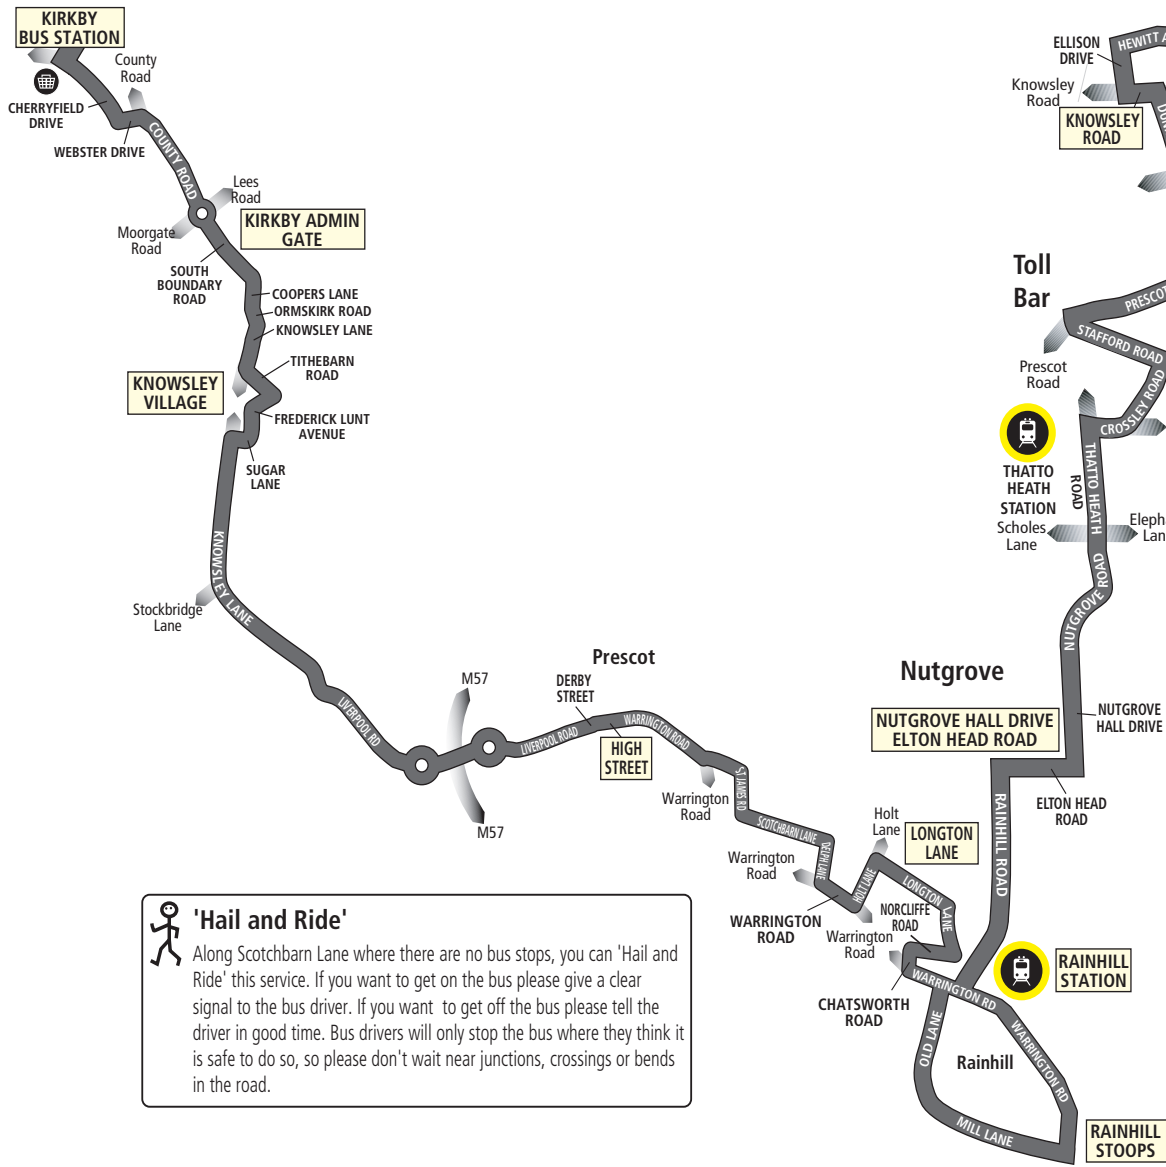 KIRKBY
BUS STATION
County
Road
CHERRYFIELD
DRIVE
WEBSTER DRIVE
COUNTY ROAD
Lees
Road
Moorgate
Road
KIRKBY ADMIN
GATE
SOUTH
BOUNDARY
ROAD
COOPERS LANE
ORMSKIRK ROAD
KNOWSLEY LANE
TITHEBARN
ROAD
KNOWSLEY
VILLAGE
FREDERICK LUNT
AVENUE
SUGAR
LANE
KNOWSLEY LANE
Stockbridge
Lane
LIVERPOOL RD
M57
M57
Prescot
DERBY
STREET
LIVERPOOL ROAD
HIGH
STREET
WARRINGTON ROAD
Warrington
Road
ST JAMES RD
SCOTCHBARN LANE
DELPH LANE
Warrington
Road
WARRINGTON
ROAD
HOLT LANE
Holt
Lane
LONGTON
LANE
LONGTON
LANE
NORCLIFFE
ROAD
Warrington
Road
CHATSWORTH
ROAD
WARRINGTON RD
WARRINGTON RD
OLD LANE
Rainhill
MILL LANE
RAINHILL
STOOPS
RAINHILL
STATION
RAINHILL ROAD
ELTON HEAD
ROAD
NUTGROVE
HALL DRIVE
Nutgrove
NUTGROVE HALL DRIVE
ELTON HEAD ROAD
NUTGROVE ROAD
Scholes
Lane
Eleph
Lan
THATTO HEATH
ROAD
THATTO
HEATH
STATION
CROSSLEY ROAD
STAFFORD ROAD
Prescot
Road
PRESCOT
Toll
Bar
ELLISON
DRIVE
HEWITT A
Knowsley
Road
KNOWSLEY
ROAD
DUN
'Hail and Ride'
Along Scotchbarn Lane where there are no bus stops, you can 'Hail and
Ride' this service. If you want to get on the bus please give a clear
signal to the bus driver. If you want to get off the bus please tell the
driver in good time. Bus drivers will only stop the bus where they think it
is safe to do so, so please don't wait near junctions, crossings or bends
in the road.